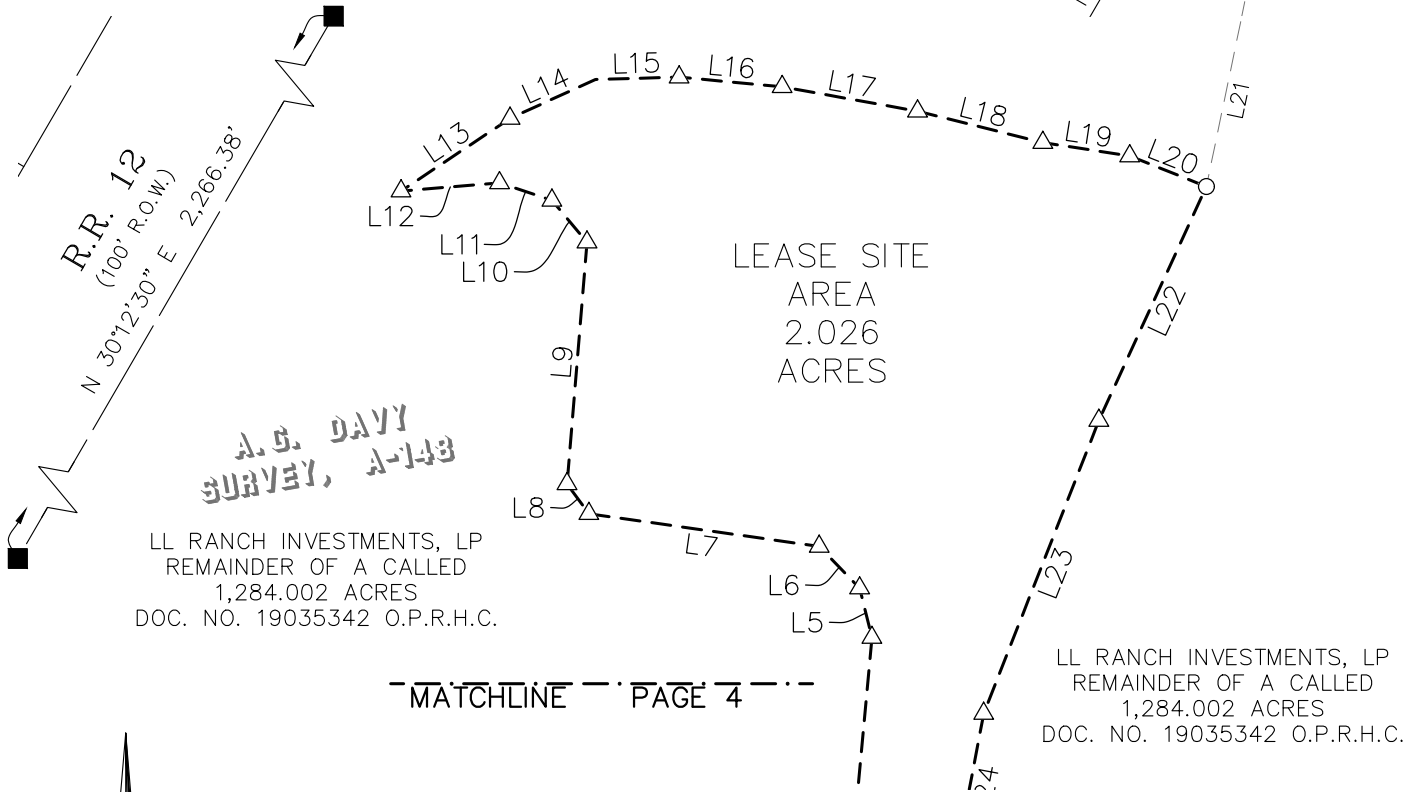 R.R. 12
(100' R.O.W.)
N 30°12'30" E 2,266.38'
L15
L16
L14
L17
L18
L19
L20
L21
L13
L12
L11
L10
L9
LEASE SITE
AREA
2.026
ACRES
L22
A.G. DAVY
SURVEY, A-148
L8
L7
L6
L5
L23
LL RANCH INVESTMENTS, LP
REMAINDER OF A CALLED
1,284.002 ACRES
DOC. NO. 19035342 O.P.R.H.C.
MATCHLINE PAGE 4
LL RANCH INVESTMENTS, LP
REMAINDER OF A CALLED
1,284.002 ACRES
DOC. NO. 19035342 O.P.R.H.C.
24